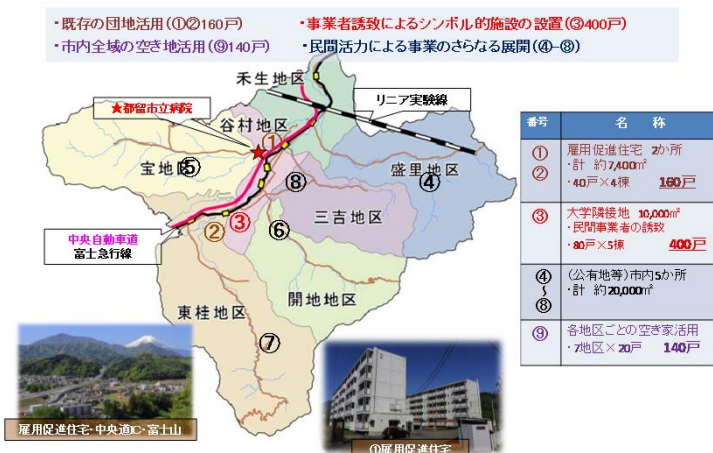 ・既存の団地活用(①②160戸)
・事業者誘致によるシンボル的施設の設置(③400戸)
・市内全域の空き地活用(⑨140戸)
・民間活力による事業のさらなる展開(④-⑧)
禾生地区
リニア実験線
★都留市立病院
谷村地区
①
宝地区
⑤
⑧
盛里地区
④
三吉地区
③
②
⑥
中央自動車道
富士急行線
東桂地区
開地地区
⑦
番号
名 称
①
②
雇用促進住宅 2か所
・計 約7,400㎡
・40戸×4棟 160戸
③
大学隣接地 10,000㎡
・民間事業者の誘致
・80戸×5棟 400戸
④
~
⑧
(公有地等)市内5か所
・計 約20,000㎡
⑨
各地区ごとの空き家活用
・7地区×20戸 140戸
雇用促進住宅・中央道IC・富士山
①雇用促進住宅